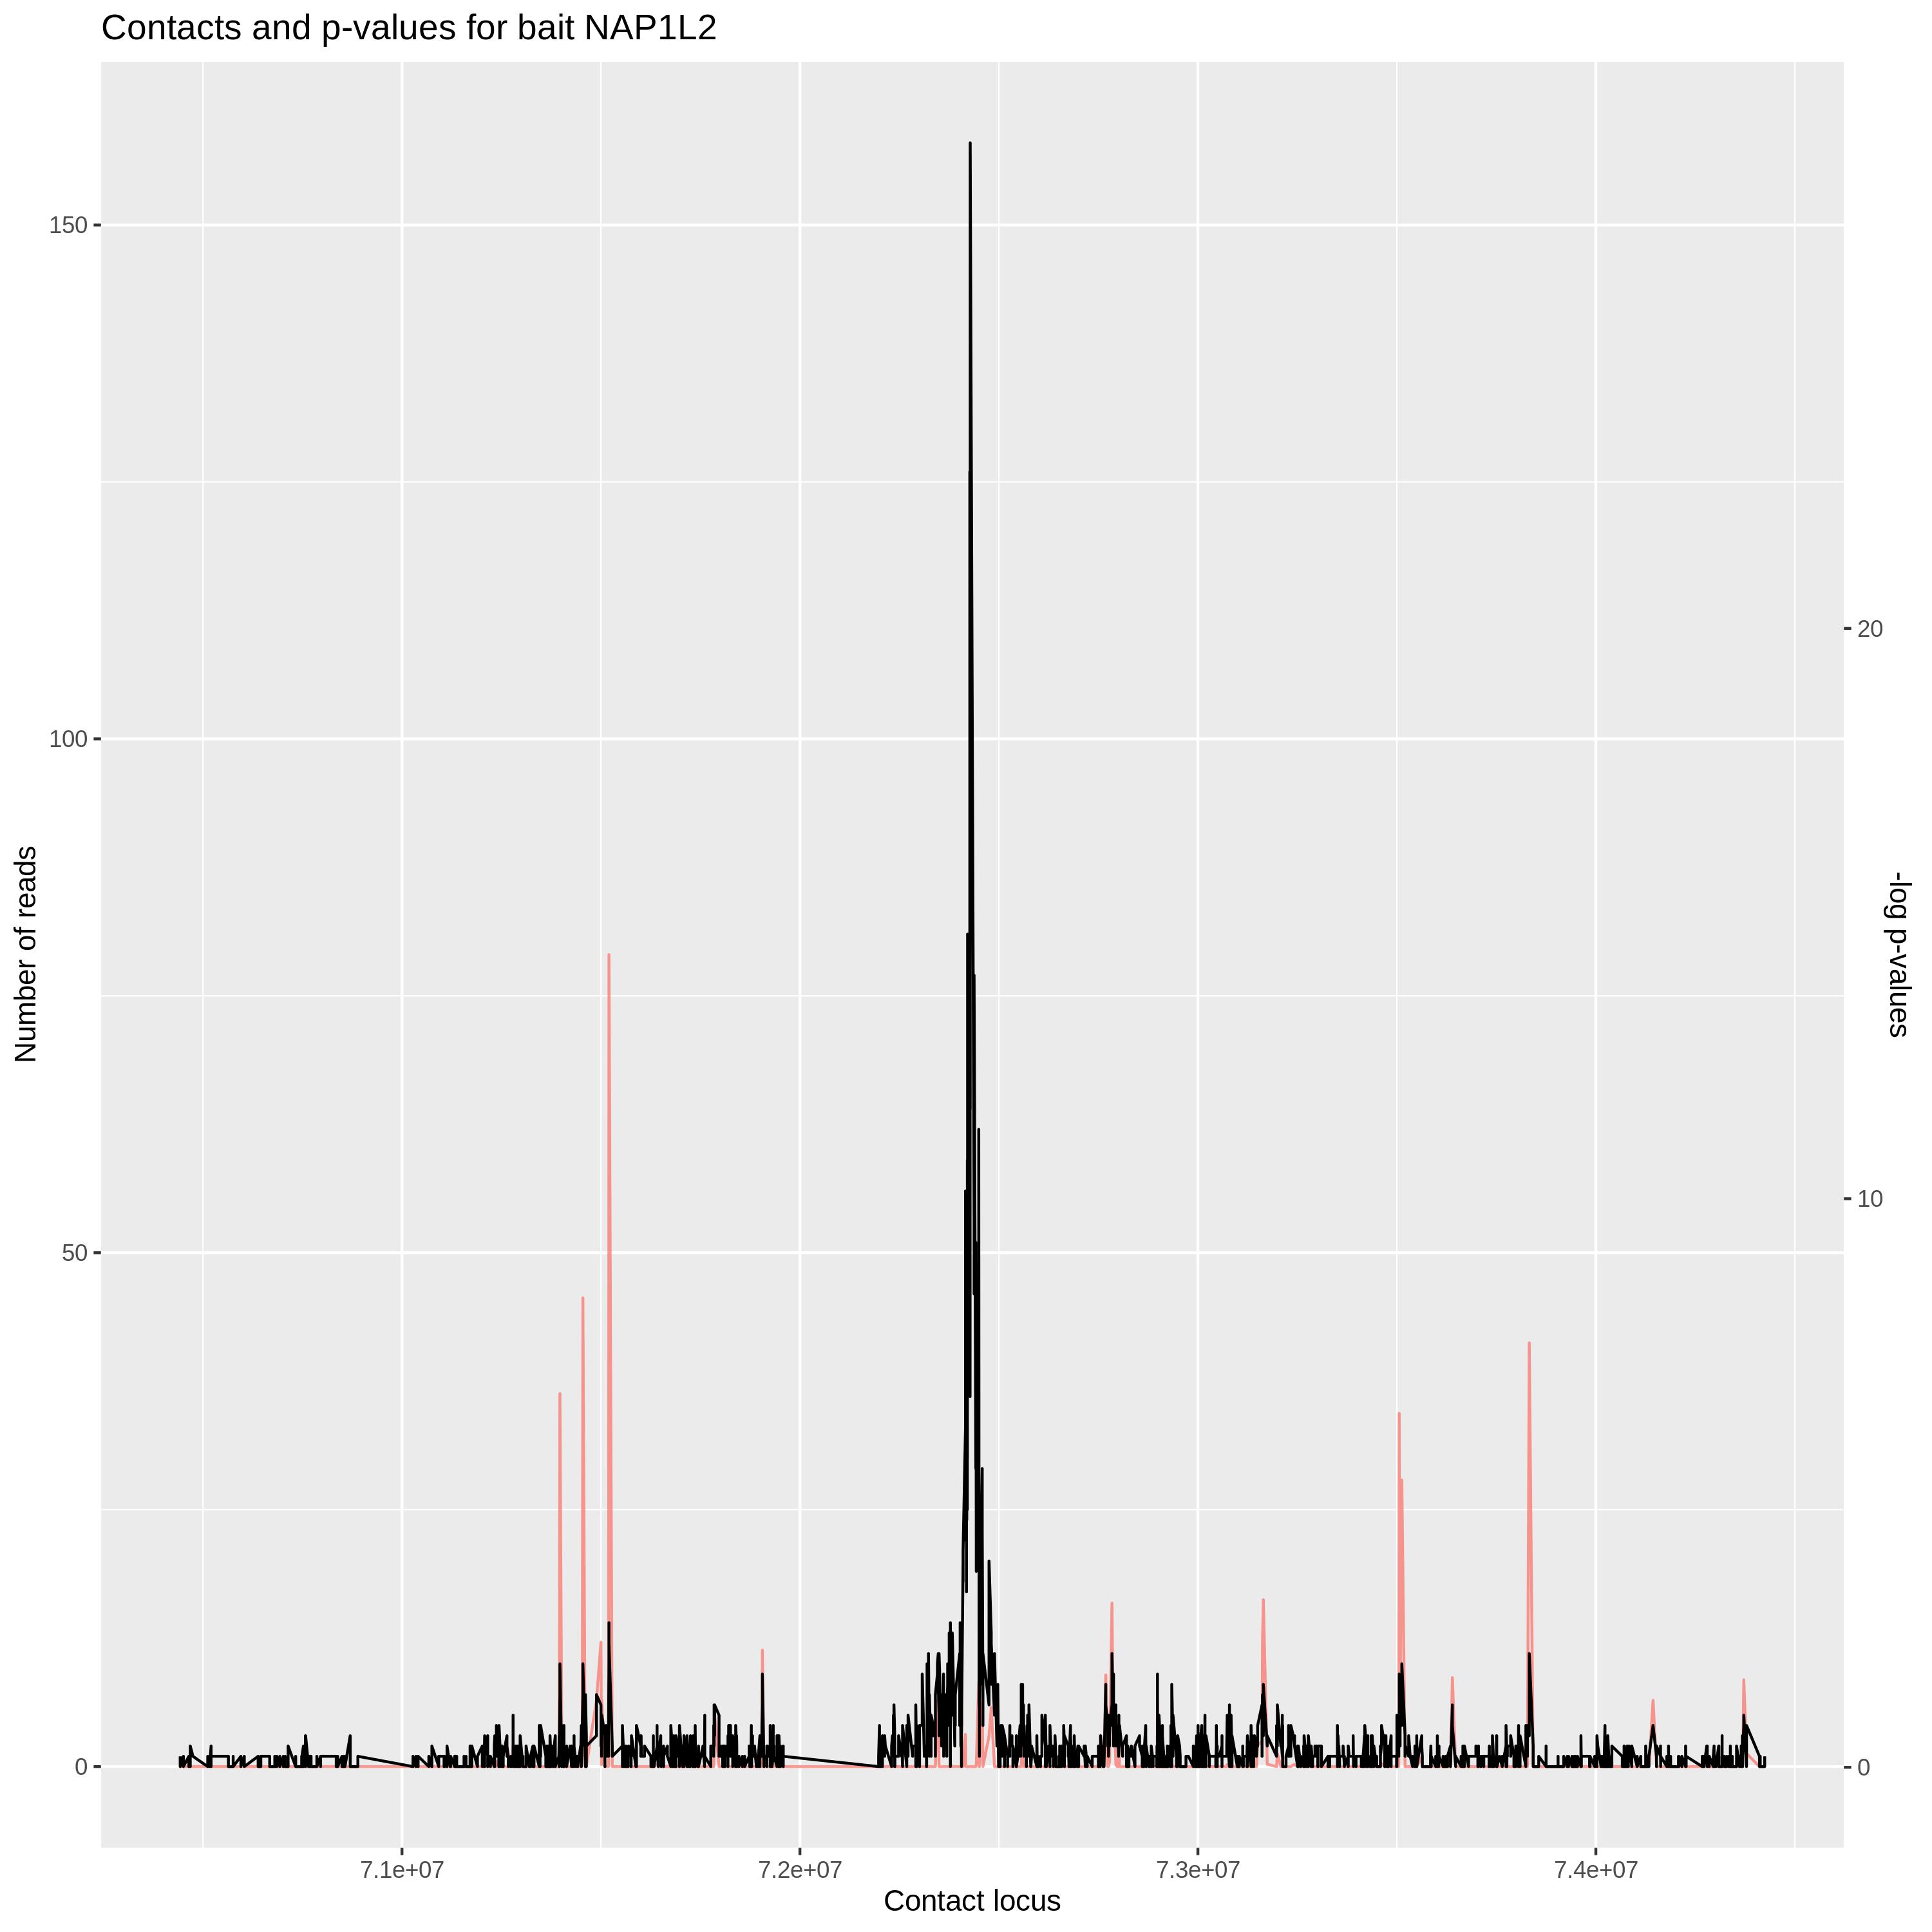 Contacts and p-values for bait NAP1L2
150
100
50
0
Number of reads
20
10
0
-log p-values
7.1e+07
7.2e+07
7.3e+07
7.4e+07
Contact locus